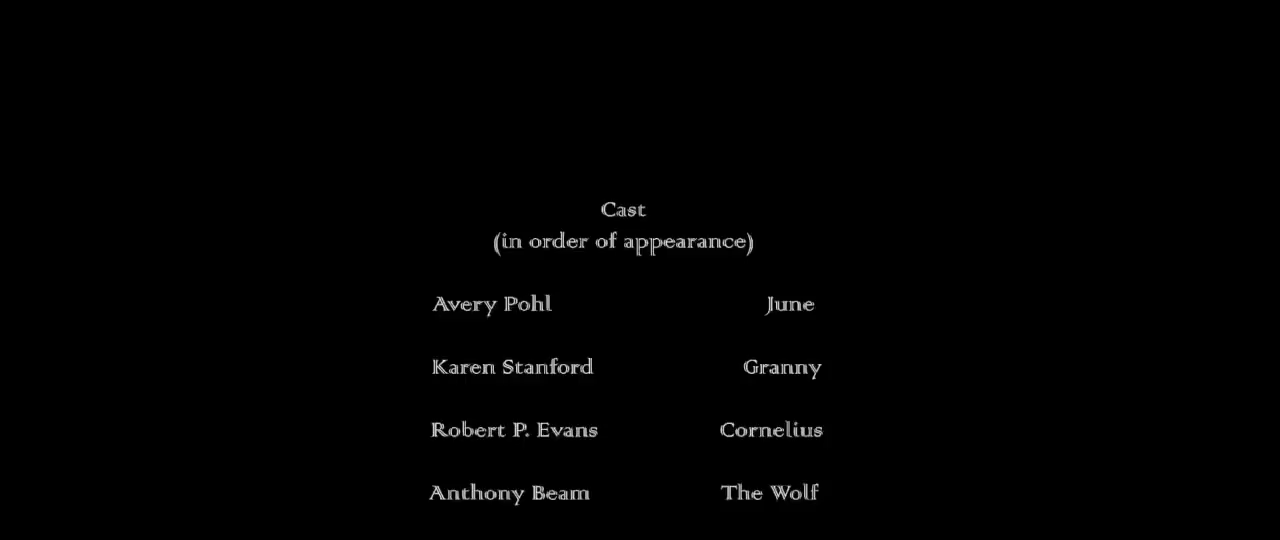 Cast
(in order of appearance)
Avery Pohl June
Karen Stanford Granny
Robert P. Evans Cornelius
Anthony Beam The Wolf